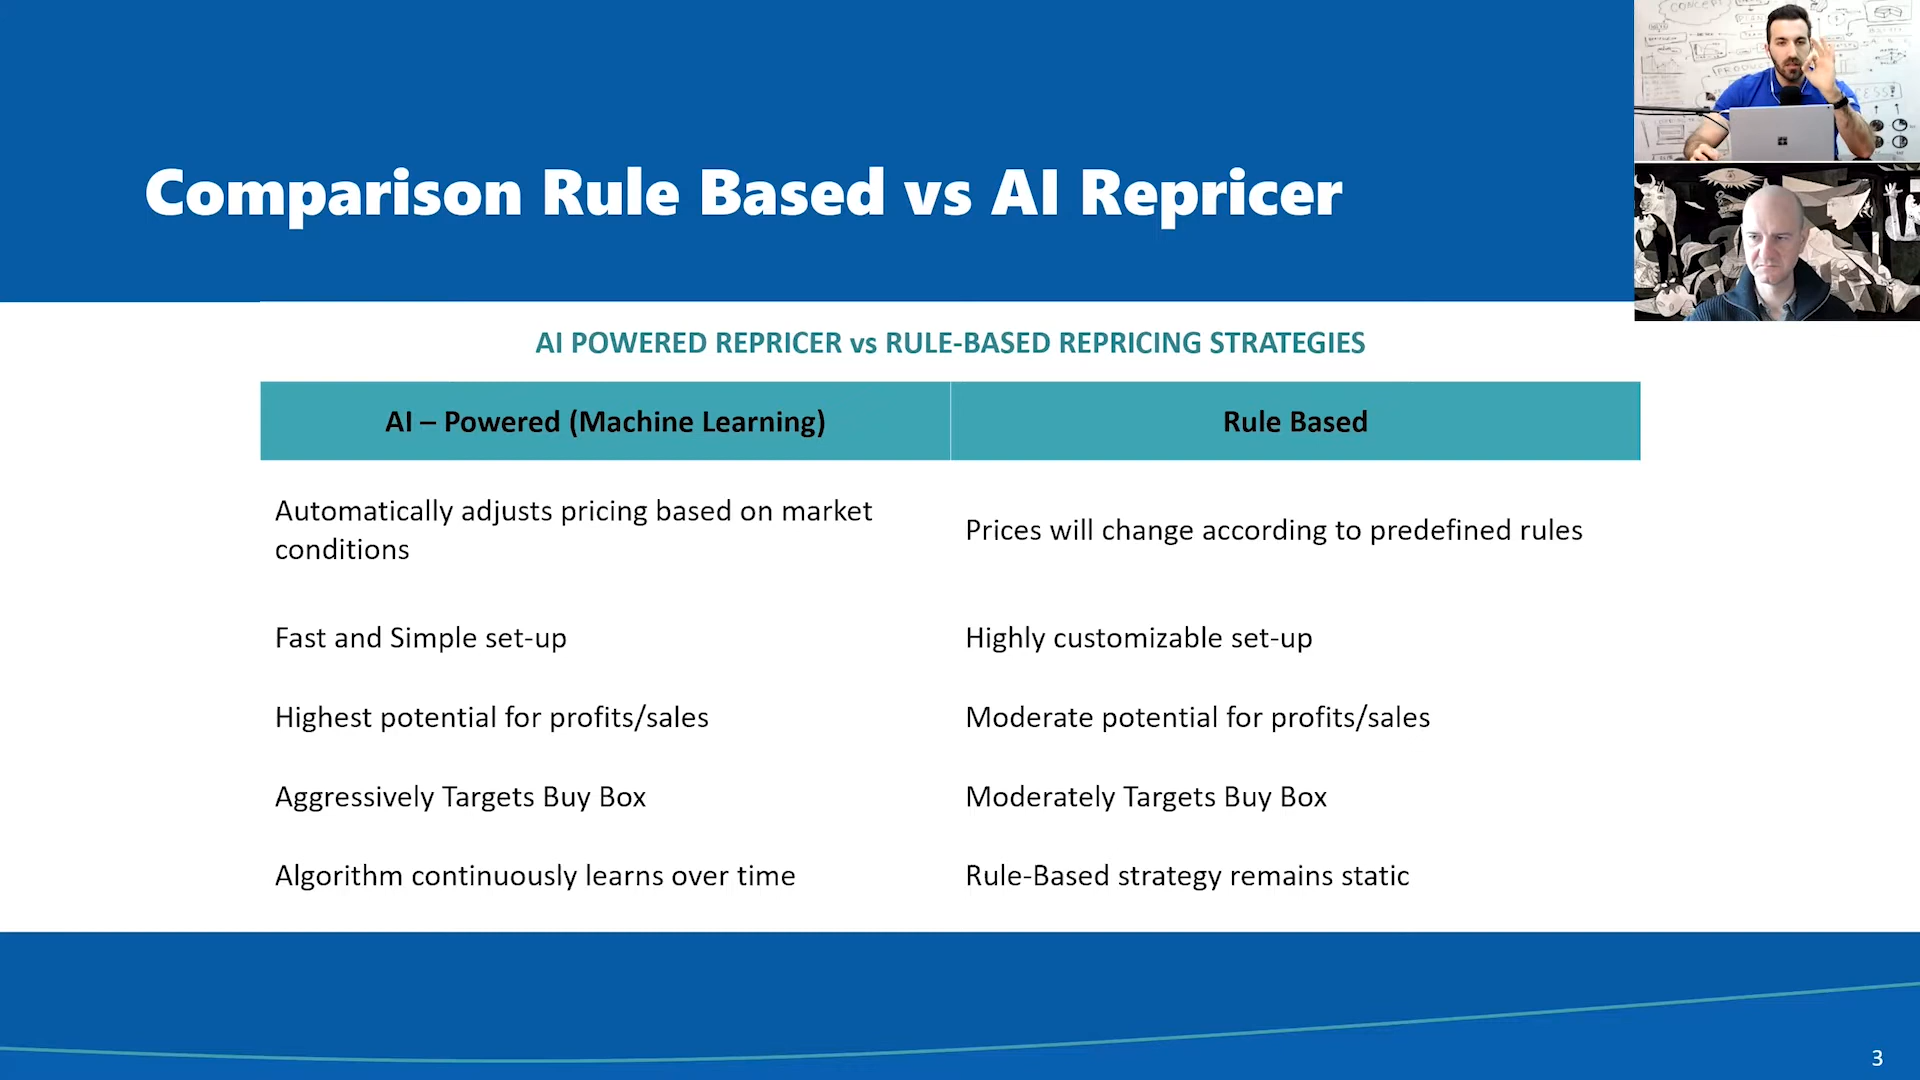 Comparison Rule Based vs AI Repricer
AI POWERED REPRICER vs RULE-BASED REPRICING STRATEGIES
AI – Powered (Machine Learning)
Rule Based
Automatically adjusts pricing based on market
conditions
Prices will change according to predefined rules
Fast and Simple set-up
Highly customizable set-up
Highest potential for profits/sales
Moderate potential for profits/sales
Aggressively Targets Buy Box
Moderately Targets Buy Box
Algorithm continuously learns over time
Rule-Based strategy remains static
3
CONCEPT